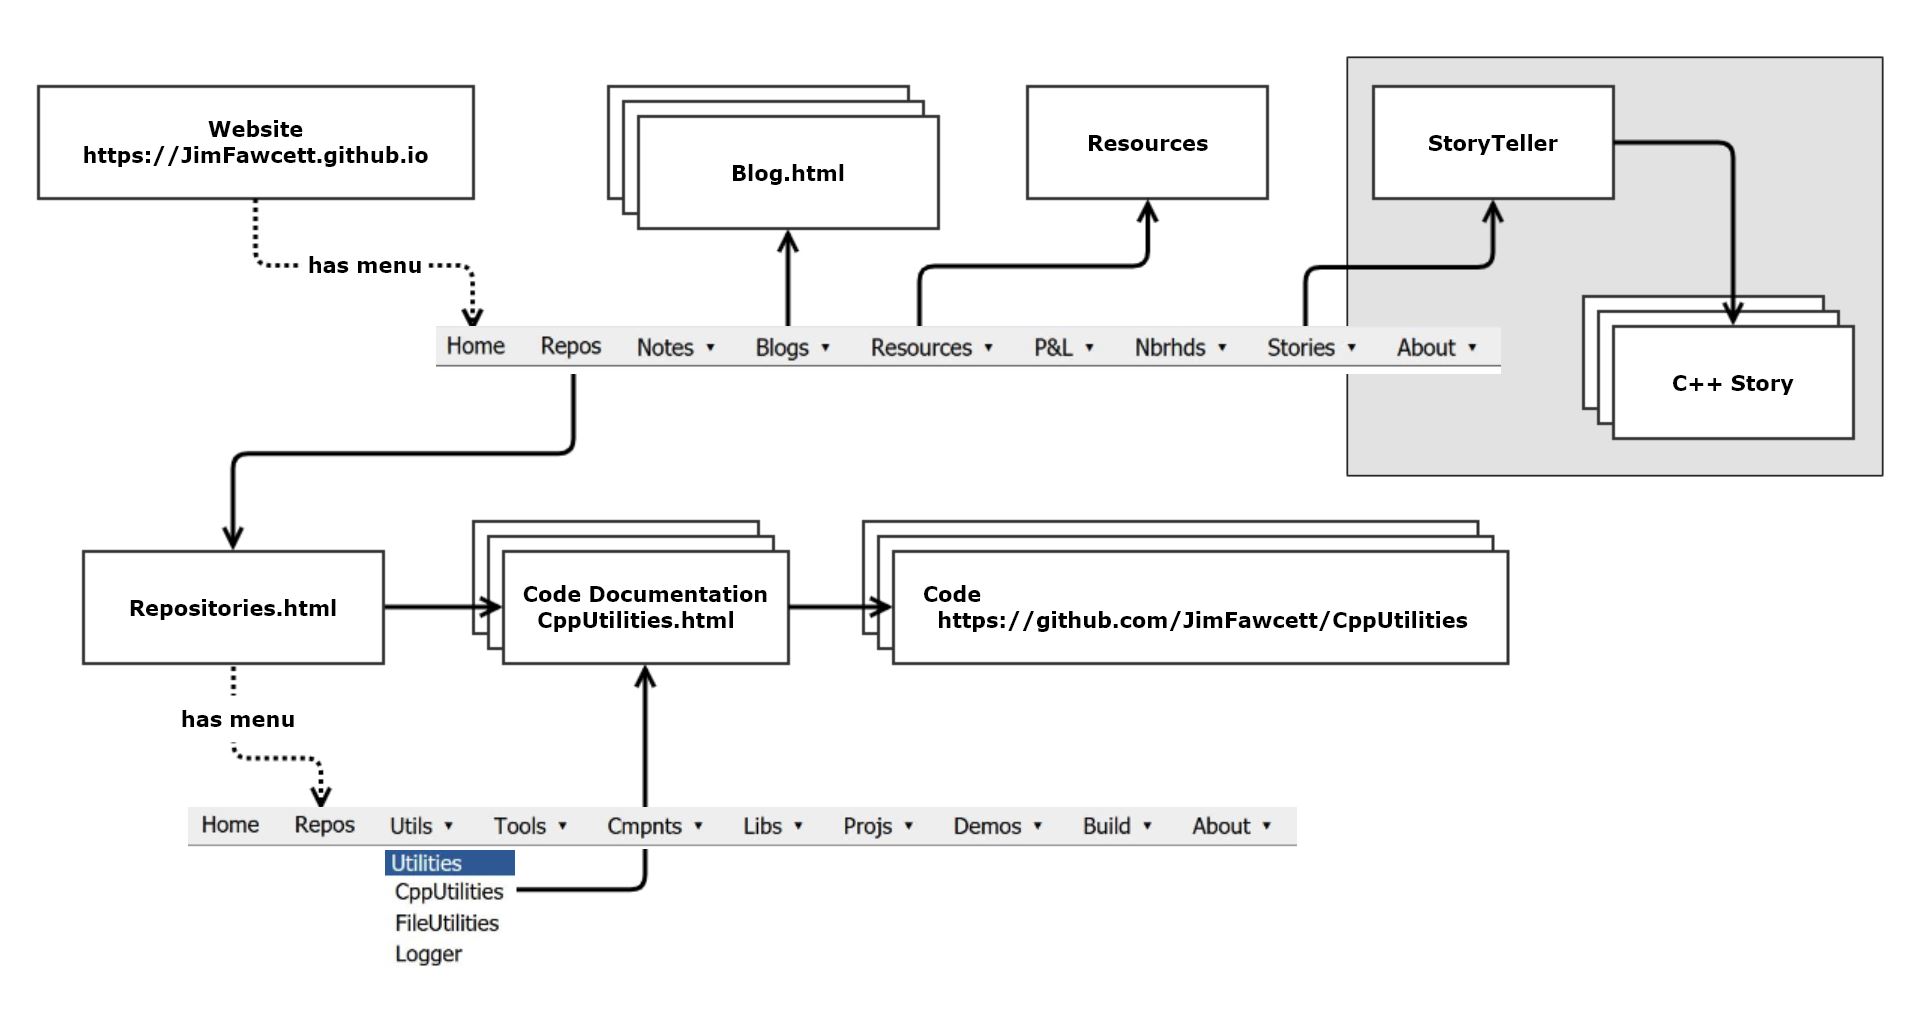 Website
https://JimFawcett.github.io
Blog.html
Resources
StoryTeller
has menu
Home Repos Notes ▼ Blogs ▼ Resources ▼ P&L ▼ Nbrhds ▼ Stories ▼ About ▼
C++ Story
Repositories.html
Code Documentation
CppUtilities.html
Code
https://github.com/JimFawcett/CppUtilities
has menu
Home Repos Utils ▼ Tools ▼ Cmpnts ▼ Libs ▼ Projs ▼ Demos ▼ Build ▼ About ▼
Utilities
CppUtilities
FileUtilities
Logger